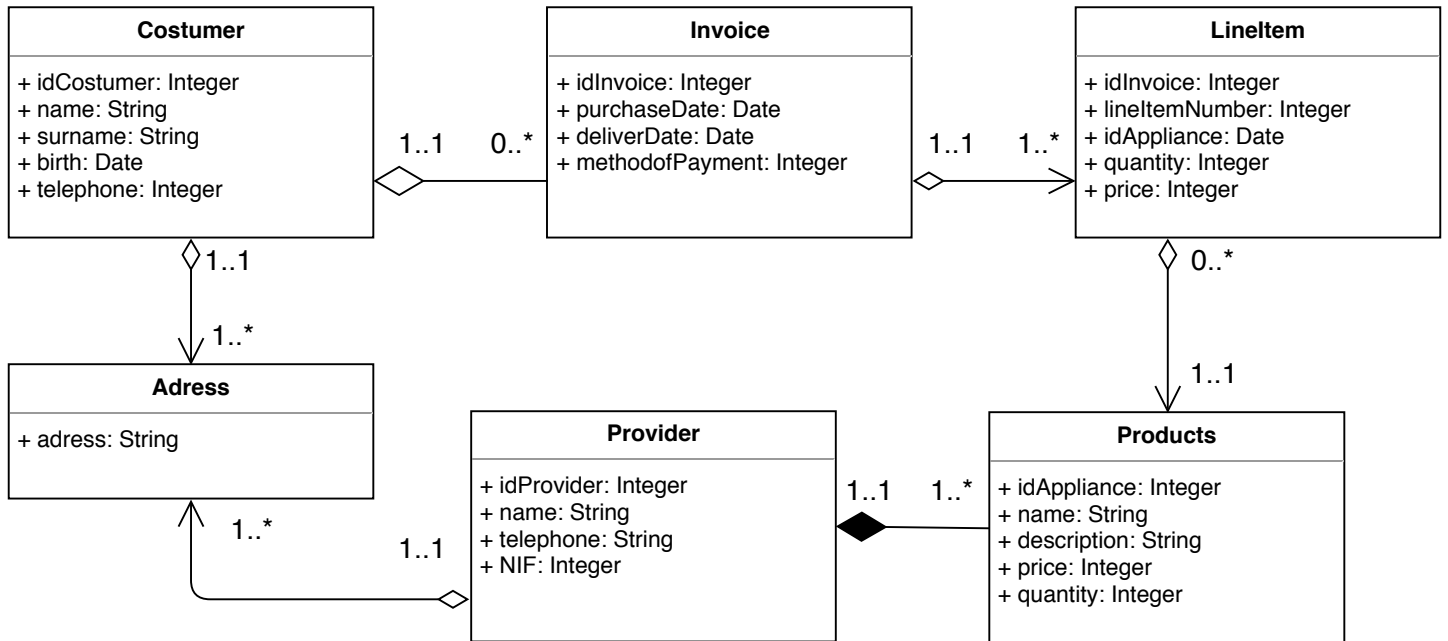 Costumer
+ idCostumer: Integer
+ name: String
+ surname: String
+ birth: Date
+ telephone: Integer
1..1
0..*
Invoice
+ idInvoice: Integer
+ purchaseDate: Date
+ deliverDate: Date
+ methodofPayment: Integer
1..1
1..*
LineItem
+ idInvoice: Integer
+ lineItemNumber: Integer
+ idAppliance: Date
+ quantity: Integer
+ price: Integer
1..1
1..*
0..*
1..1
Adress
+ adress: String
1..*
1..1
Provider
+ idProvider: Integer
+ name: String
+ telephone: String
+ NIF: Integer
1..1
1..*
Products
+ idAppliance: Integer
+ name: String
+ description: String
+ price: Integer
+ quantity: Integer